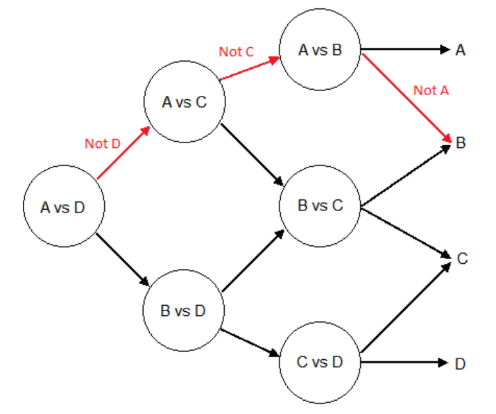 Not C
A vs B
A
Not A
A vs C
Not D
B
A vs D
B vs C
C
B vs D
C vs D
D